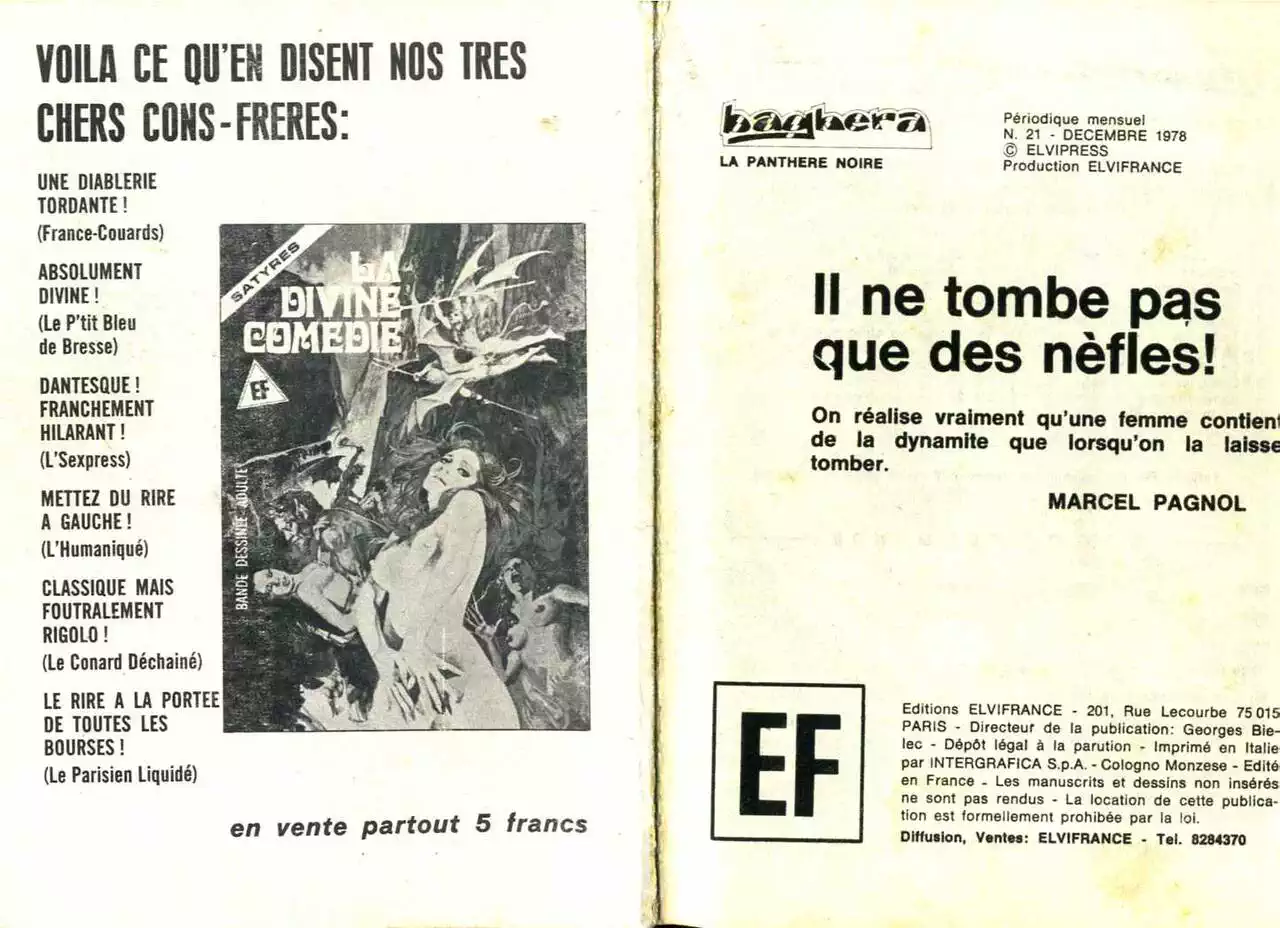 VOILA CE QU'EN DISENT NOS TRES
CHERS CONS-FRERES:
UNE DIABLERIE
TORDANTE !
(France-Couards)
ABSOLUMENT
DIVINE !
(Le P'tit Bleu
de Bresse)
DANTESQUE !
FRANCHEMENT
HILARANT !
(L'Sexpress)
METTEZ DU RIRE
A GAUCHE !
(L'Humaniqué)
CLASSIQUE MAIS
FOUTRALEMENT
RIGOLO !
(Le Conard Déchainé)
LE RIRE A LA PORTEE
DE TOUTES LES
BOURSES !
(Le Parisien Liquidé)
SATYRES
LA
DIVINE
COMEDIE
EF
BANDE DESSINEE ADULTE
en vente partout 5 francs
baghera
LA PANTHERE NOIRE
Périodique mensuel
N. 21 - DECEMBRE 1978
© ELVIPRESS
Production ELVIFRANCE
Il ne tombe pas
que des nèfles!
On réalise vraiment qu'une femme contient
de la dynamite que lorsqu'on la laisse
tomber.
MARCEL PAGNOL
EF
Editions ELVIFRANCE - 201, Rue Lecourbe 75 015
PARIS - Directeur de la publication: Georges Bie-
lec - Dépôt légal à la parution - Imprimé en Italie
par INTERGRAFICA S.p.A. - Cologno Monzese - Edité
en France - Les manuscrits et dessins non insérés
ne sont pas rendus - La location de cette publica-
tion est formellement prohibée par la loi.
Diffusion, Ventes: ELVIFRANCE - Tel. 8284370